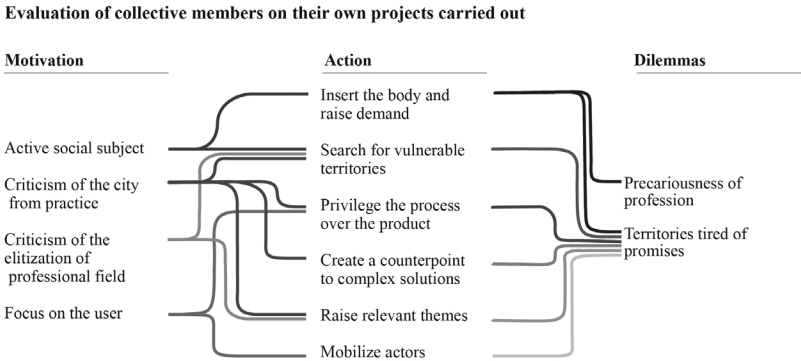 Evaluation of collective members on their own projects carried out
Motivation
Active social subject
Criticism of the city
from practice
Criticism of the
elitization of
professional field
Focus on the user
Action
Insert the body and
raise demand
Search for vulnerable
territories
Privilege the process
over the product
Create a counterpoint
to complex solutions
Raise relevant themes
Mobilize actors
Dilemmas
Precariousness of
profession
Territories tired of
promises